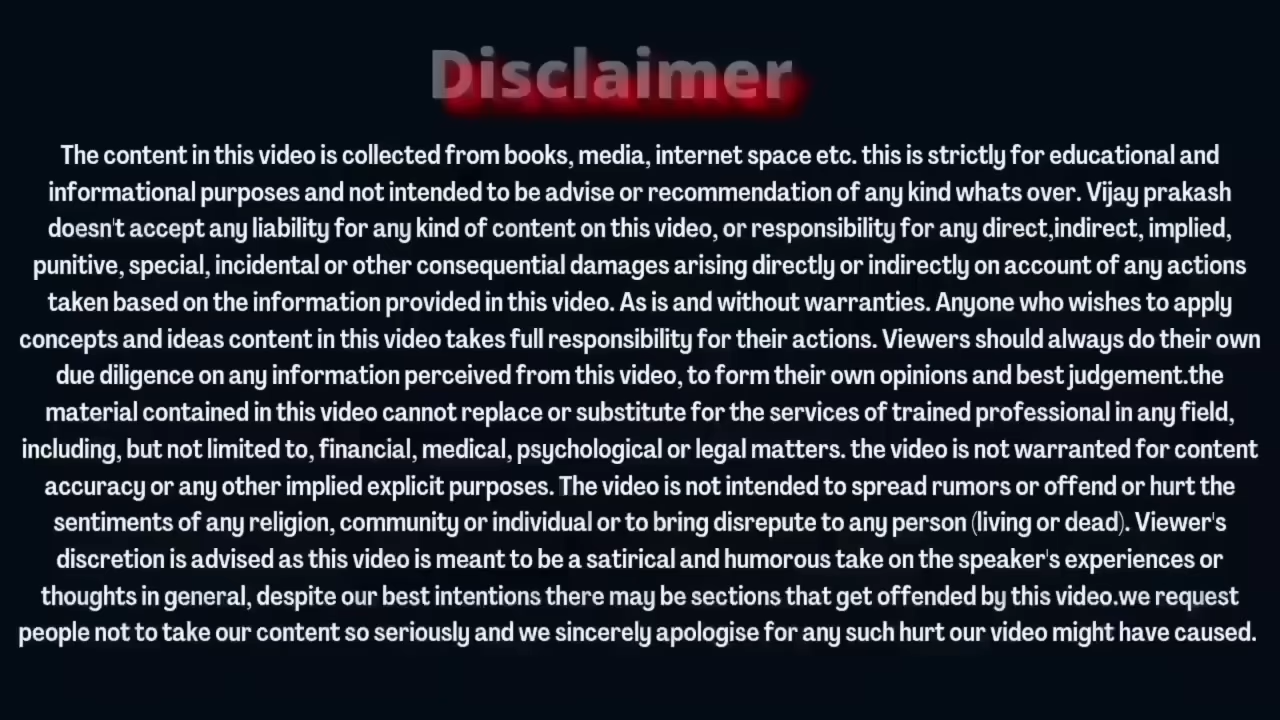 Disclaimer
The content in this video is collected from books, media, internet space etc. this is strictly for educational and
informational purposes and not intended to be advise or recommendation of any kind whats over. Vijay prakash
doesn't accept any liability for any kind of content on this video, or responsibility for any direct,indirect, implied,
punitive, special, incidental or other consequential damages arising directly or indirectly on account of any actions
taken based on the information provided in this video. As is and without warranties. Anyone who wishes to apply
concepts and ideas content in this video takes full responsibility for their actions. Viewers should always do their own
due diligence on any information perceived from this video, to form their own opinions and best judgement.the
material contained in this video cannot replace or substitute for the services of trained professional in any field,
including, but not limited to, financial, medical, psychological or legal matters. the video is not warranted for content
accuracy or any other implied explicit purposes. The video is not intended to spread rumors or offend or hurt the
sentiments of any religion, community or individual or to bring disrepute to any person (living or dead). Viewer's
discretion is advised as this video is meant to be a satirical and humorous take on the speaker's experiences or
thoughts in general, despite our best intentions there may be sections that get offended by this video.we request
people not to take our content so seriously and we sincerely apologise for any such hurt our video might have caused.